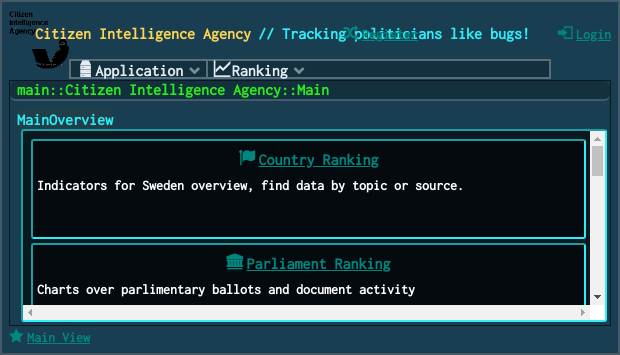 Citizen
Intelligence
Agency
Citizen Intelligence Agency // Tracking politicians like bugs!
Register
Login
Application
Ranking
main::Citizen Intelligence Agency::Main
MainOverview
Country Ranking
Indicators for Sweden overview, find data by topic or source.
Parliament Ranking
Charts over parlimentary ballots and document activity
Main View